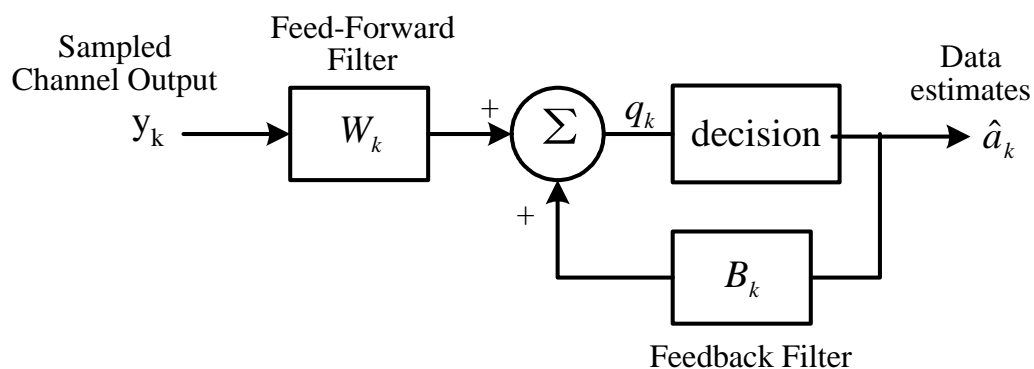 Sampled
Channel Output
y_k
Feed-Forward
Filter
W_k
+
Σ
+
q_k
decision
Data
estimates
â_k
B_k
Feedback Filter